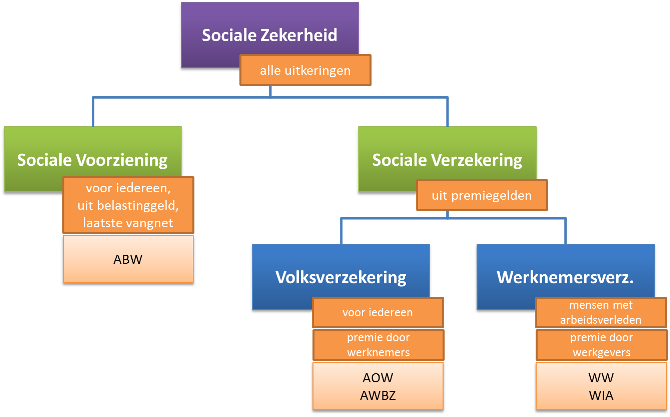 Sociale Zekerheid
alle uitkeringen
Sociale Voorziening
voor iedereen,
uit belastinggeld,
laatste vangnet
ABW
Sociale Verzekering
uit premiegelden
Volksverzekering
voor iedereen
premie door
werknemers
AOW
AWBZ
Werknemersverz.
mensen met
arbeidsverleden
premie door
werkgevers
WW
WIA